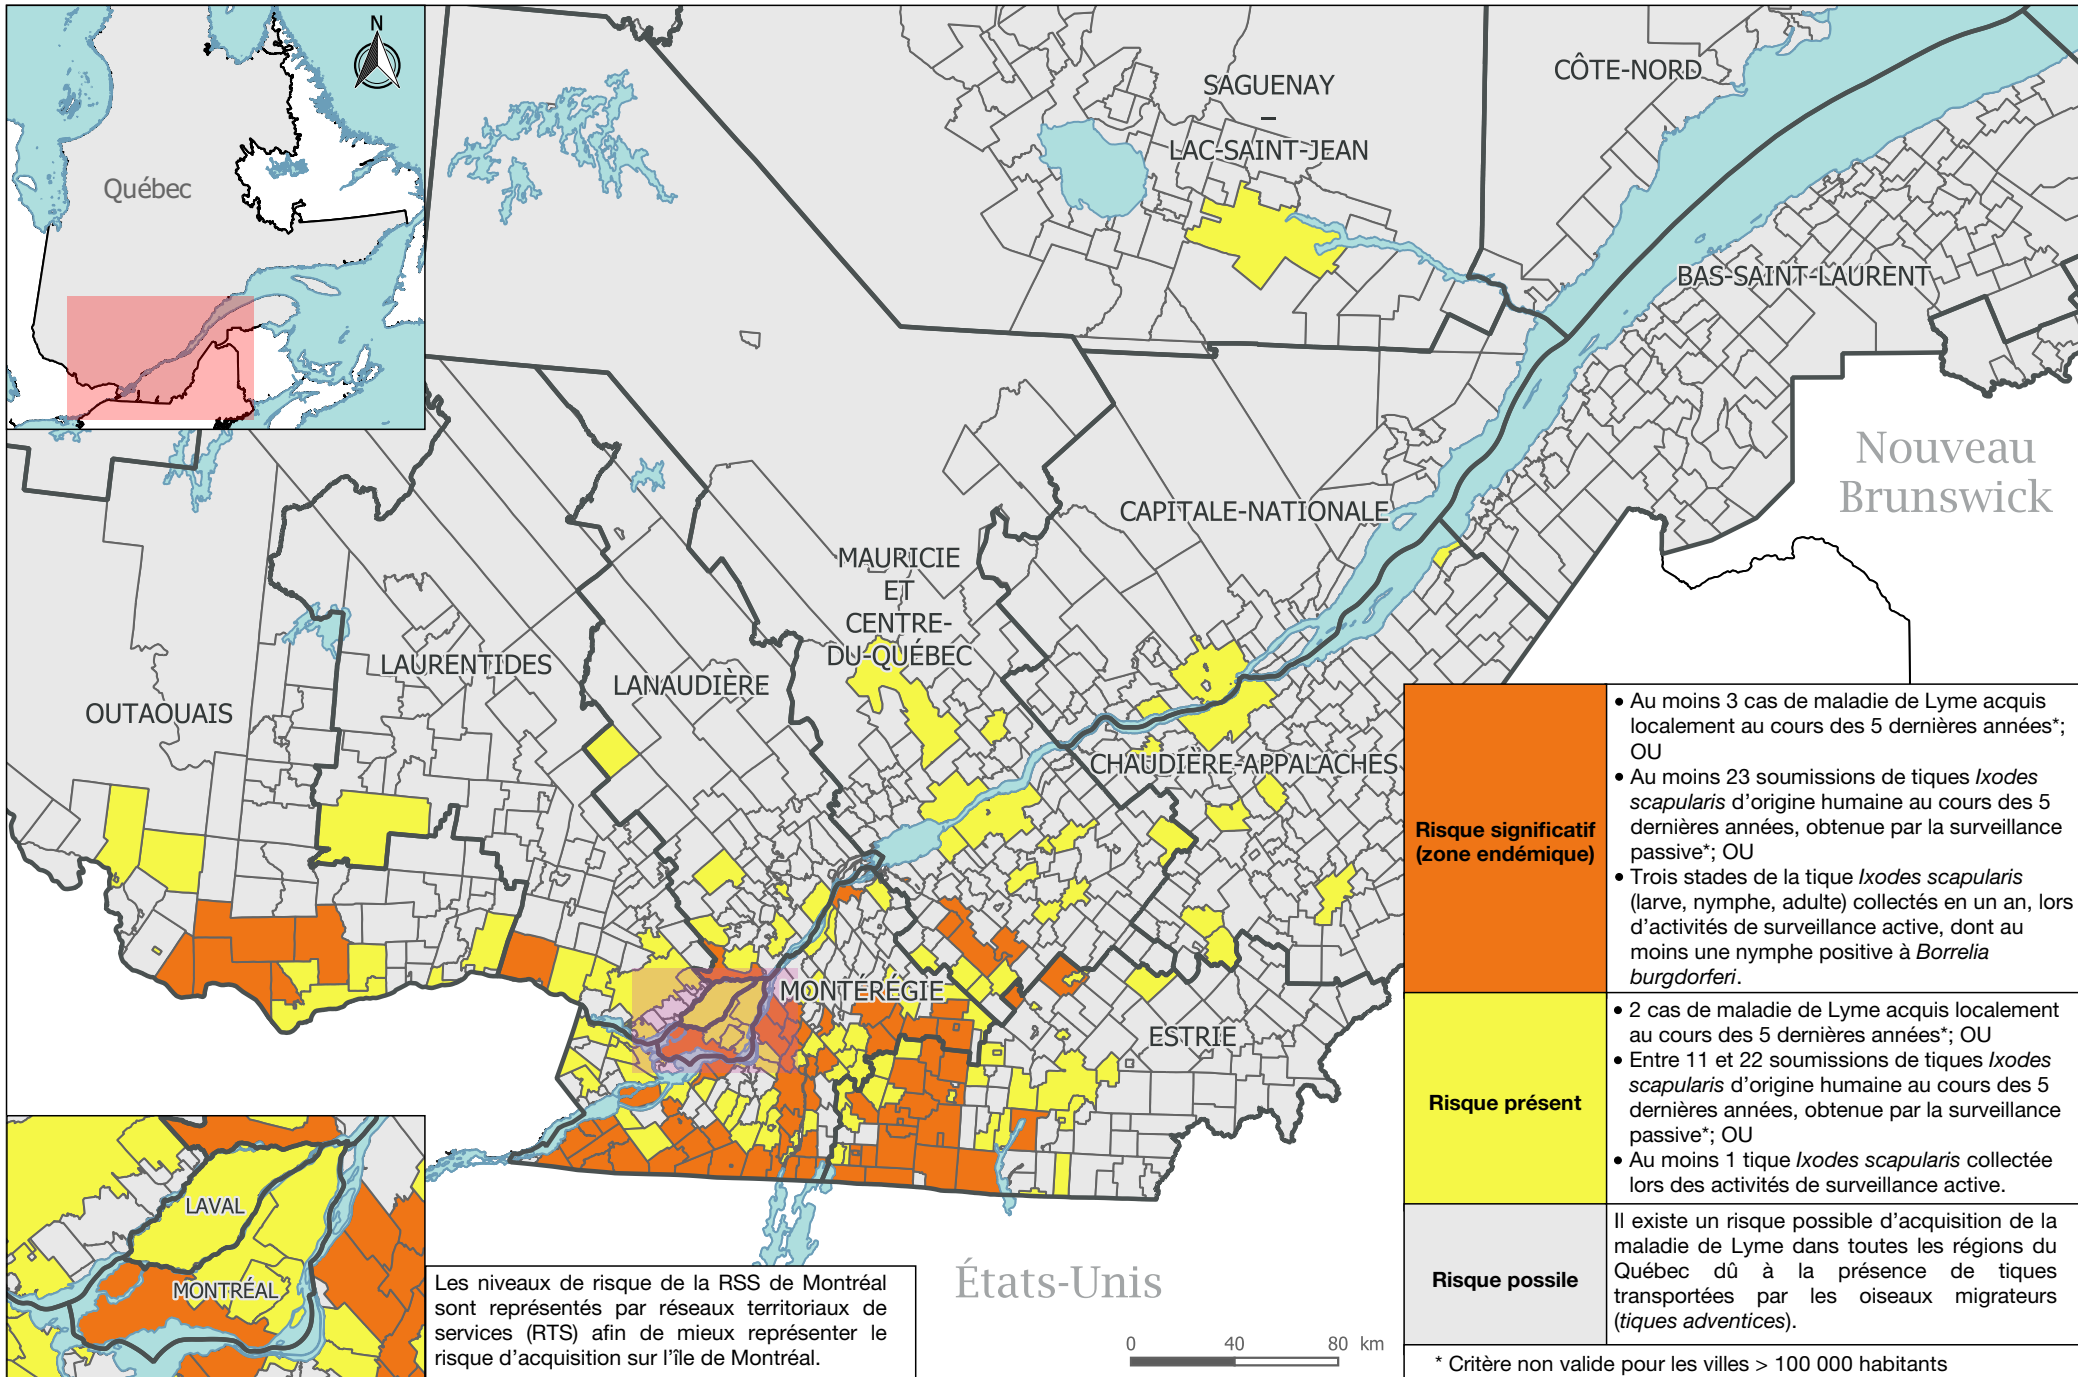 N
Québec
SAGUENAY
–
LAC-SAINT-JEAN
CÔTE-NORD
BAS-SAINT-LAURENT
Nouveau
Brunswick
CAPITALE-NATIONALE
MAURICIE
ET
CENTRE-
DU-QUÉBEC
LAURENTIDES
LANAUDIÈRE
OUTAOUAIS
CHAUDIÈRE-APPALACHES
MONTÉRÉGIE
ESTRIE
LAVAL
MONTRÉAL
États-Unis
Les niveaux de risque de la RSS de Montréal
sont représentés par réseaux territoriaux de
services (RTS) afin de mieux représenter le
risque d'acquisition sur l'île de Montréal.
0 40 80 km
Risque significatif
(zone endémique)
• Au moins 3 cas de maladie de Lyme acquis
localement au cours des 5 dernières années*;
OU
• Au moins 23 soumissions de tiques Ixodes
scapularis d'origine humaine au cours des 5
dernières années, obtenue par la surveillance
passive*; OU
• Trois stades de la tique Ixodes scapularis
(larve, nymphe, adulte) collectés en un an, lors
d'activités de surveillance active, dont au
moins une nymphe positive à Borrelia
burgdorferi.
Risque présent
• 2 cas de maladie de Lyme acquis localement
au cours des 5 dernières années*; OU
• Entre 11 et 22 soumissions de tiques Ixodes
scapularis d'origine humaine au cours des 5
dernières années, obtenue par la surveillance
passive*; OU
• Au moins 1 tique Ixodes scapularis collectée
lors des activités de surveillance active.
Risque possile
Il existe un risque possible d'acquisition de la
maladie de Lyme dans toutes les régions du
Québec dû à la présence de tiques
transportées par les oiseaux migrateurs
(tiques adventices).
* Critère non valide pour les villes > 100 000 habitants